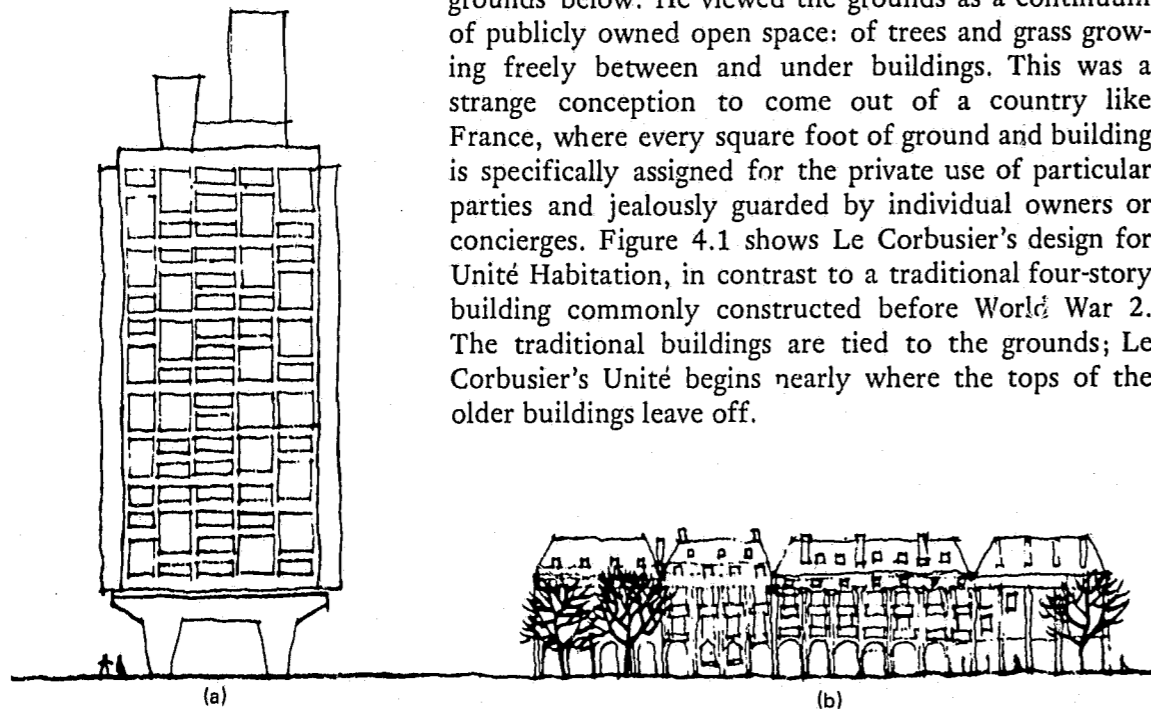 grounds below. He viewed the grounds as a continuum
of publicly owned open space: of trees and grass grow-
ing freely between and under buildings. This was a
strange conception to come out of a country like
France, where every square foot of ground and building
is specifically assigned for the private use of particular
parties and jealously guarded by individual owners or
concierges. Figure 4.1 shows Le Corbusier's design for
Unité Habitation, in contrast to a traditional four-story
building commonly constructed before World War 2.
The traditional buildings are tied to the grounds; Le
Corbusier's Unité begins nearly where the tops of the
older buildings leave off.
(a)
(b)